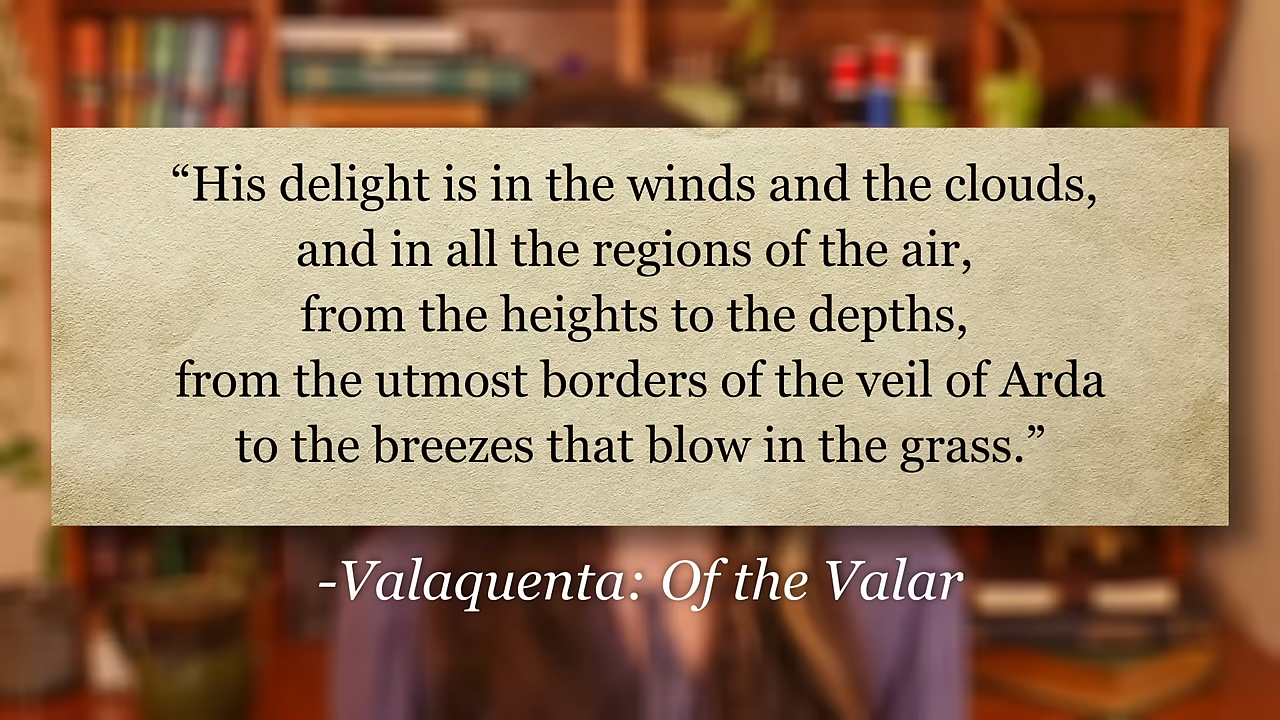 “His delight is in the winds and the clouds,
and in all the regions of the air,
from the heights to the depths,
from the utmost borders of the veil of Arda
to the breezes that blow in the grass.”
-Valaquenta: Of the Valar